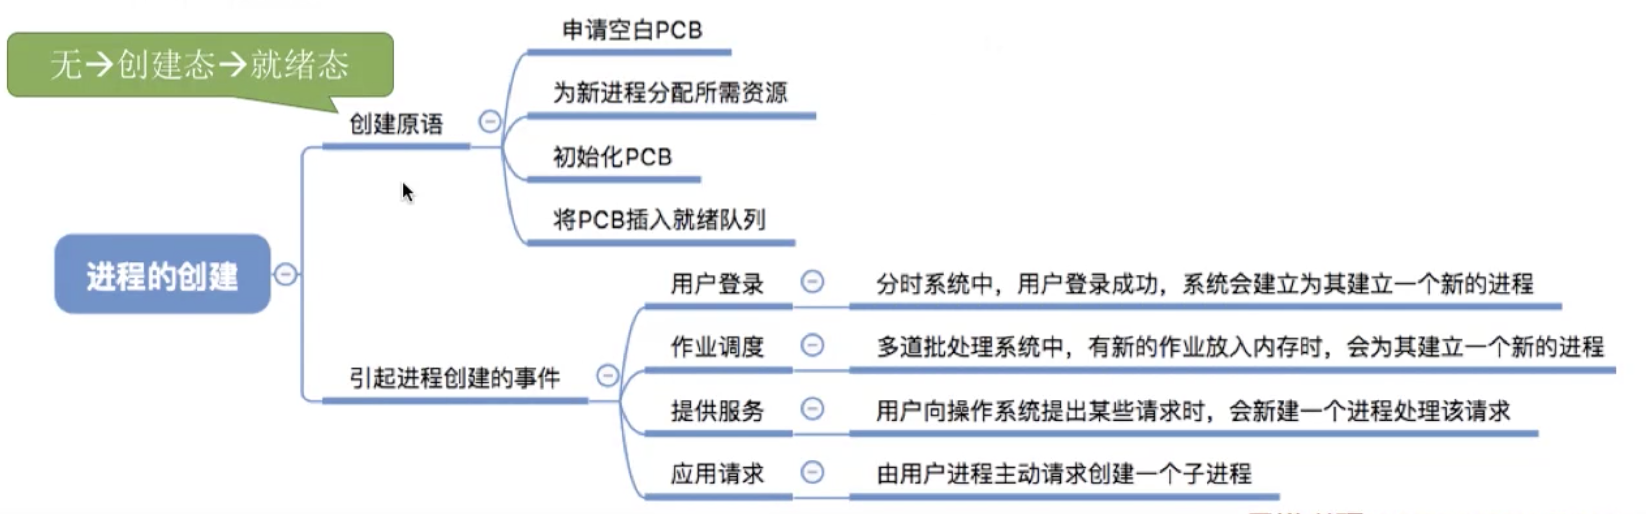 无→创建态→就绪态
创建原语
申请空白PCB
为新进程分配所需资源
初始化PCB
将PCB插入就绪队列
进程的创建
引起进程创建的事件
用户登录
分时系统中，用户登录成功，系统会建立为其建立一个新的进程
作业调度
多道批处理系统中，有新的作业放入内存时，会为其建立一个新的进程
提供服务
用户向操作系统提出某些请求时，会新建一个进程处理该请求
应用请求
由用户进程主动请求创建一个子进程